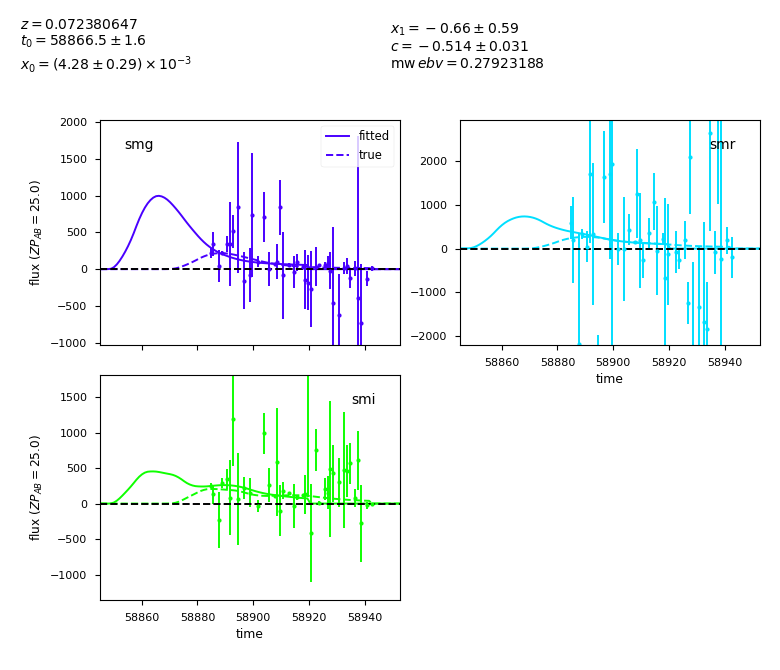 z = 0.072380647
t₀ = 58866.5 ± 1.6
x₀ = (4.28 ± 0.29) × 10⁻³
x₁ = −0.66 ± 0.59
c = −0.514 ± 0.031
mw ebv = 0.27923188
smg
fitted
true
2000
1500
1000
500
0
−500
−1000
flux (ZP_AB = 25.0)
smr
2000
1000
0
−1000
−2000
58860 58880 58900 58920 58940
time
smi
1500
1000
500
0
−500
−1000
flux (ZP_AB = 25.0)
58860 58880 58900 58920 58940
time